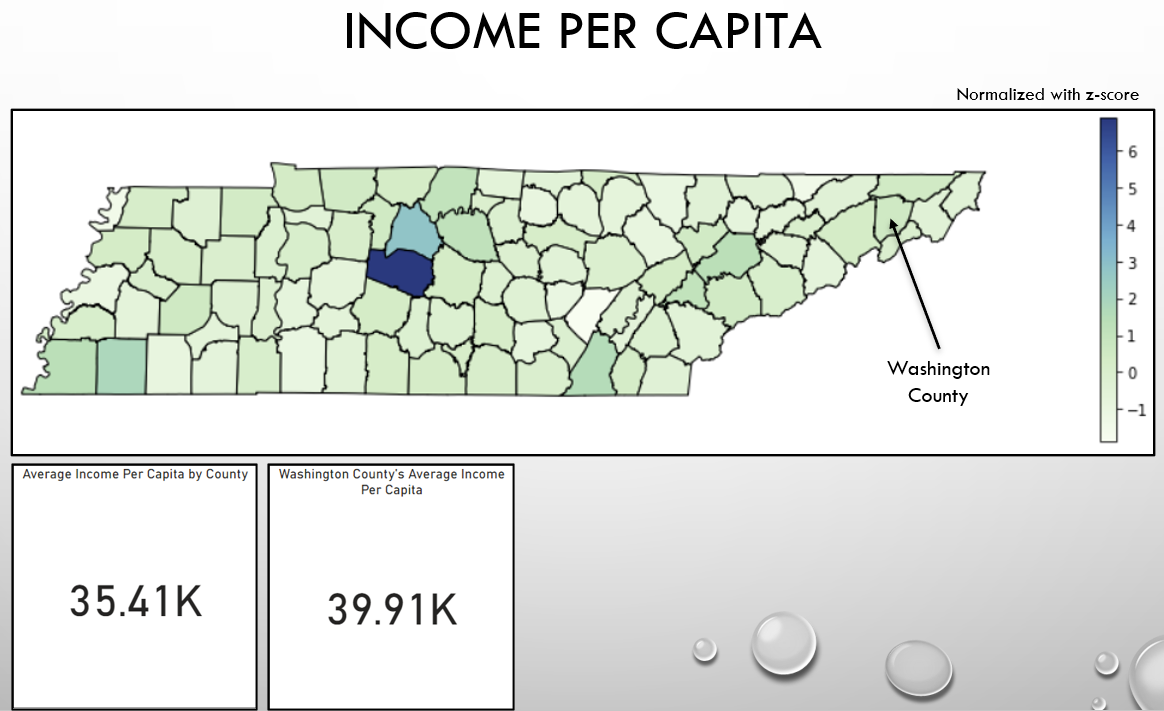 INCOME PER CAPITA
Normalized with z-score
6
5
4
3
2
1
0
−1
Washington
County
Average Income Per Capita by County
35.41K
Washington County's Average Income
Per Capita
39.91K